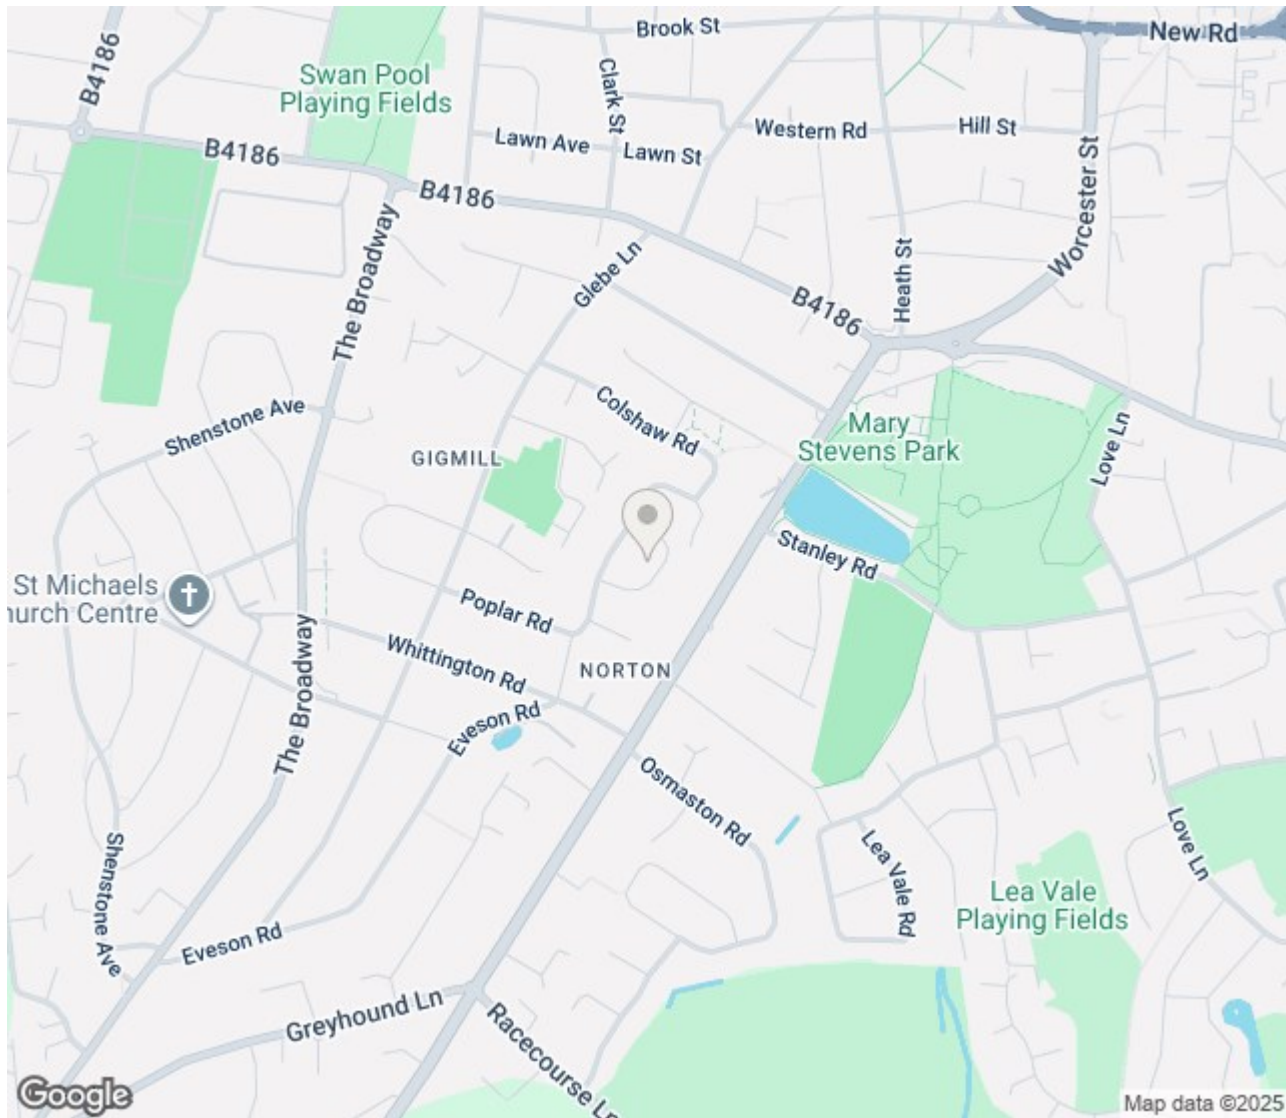 Brook St
New Rd
B4186
Swan Pool
Playing Fields
Clark St
Western Rd
Hill St
Lawn Ave
Lawn St
B4186
B4186
Worcester St
The Broadway
Glebe Ln
Heath St
B4186
Shenstone Ave
Colshaw Rd
Mary
Stevens Park
Love Ln
GIGMILL
Stanley Rd
St Michaels
hurch Centre
Poplar Rd
Whittington Rd
NORTON
The Broadway
Eveson Rd
Osmaston Rd
Shenstone Ave
Lea Vale Rd
Love Ln
Lea Vale
Playing Fields
Eveson Rd
Greyhound Ln
Racecourse Ln
Google
Map data ©2025